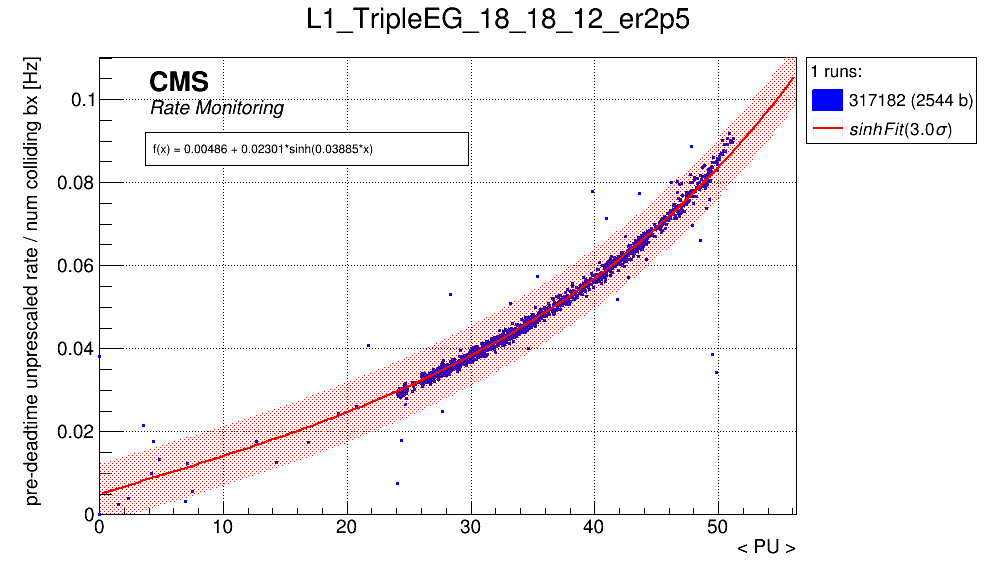 L1_TripleEG_18_18_12_er2p5
pre-deadtime unprescaled rate / num colliding bx [Hz]
CMS
Rate Monitoring
f(x) = 0.00486 + 0.02301*sinh(0.03885*x)
1 runs:
317182 (2544 b)
sinhFit(3.0σ)
0.1
0.08
0.06
0.04
0.02
0
0 10 20 30 40 50
< PU >